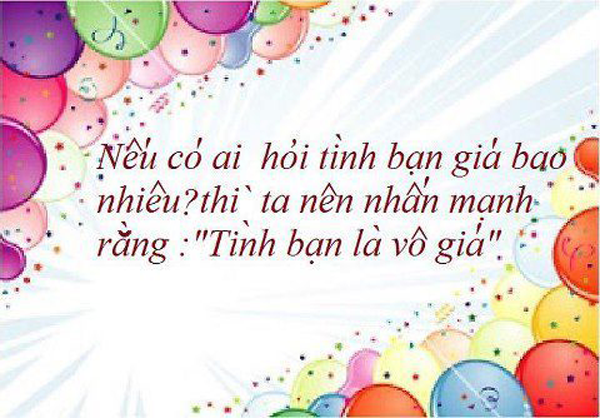 Nếu có ai hỏi tình bạn giá bao
nhiêu?thì ta nên nhấn mạnh
rằng :"Tình bạn là vô giá"